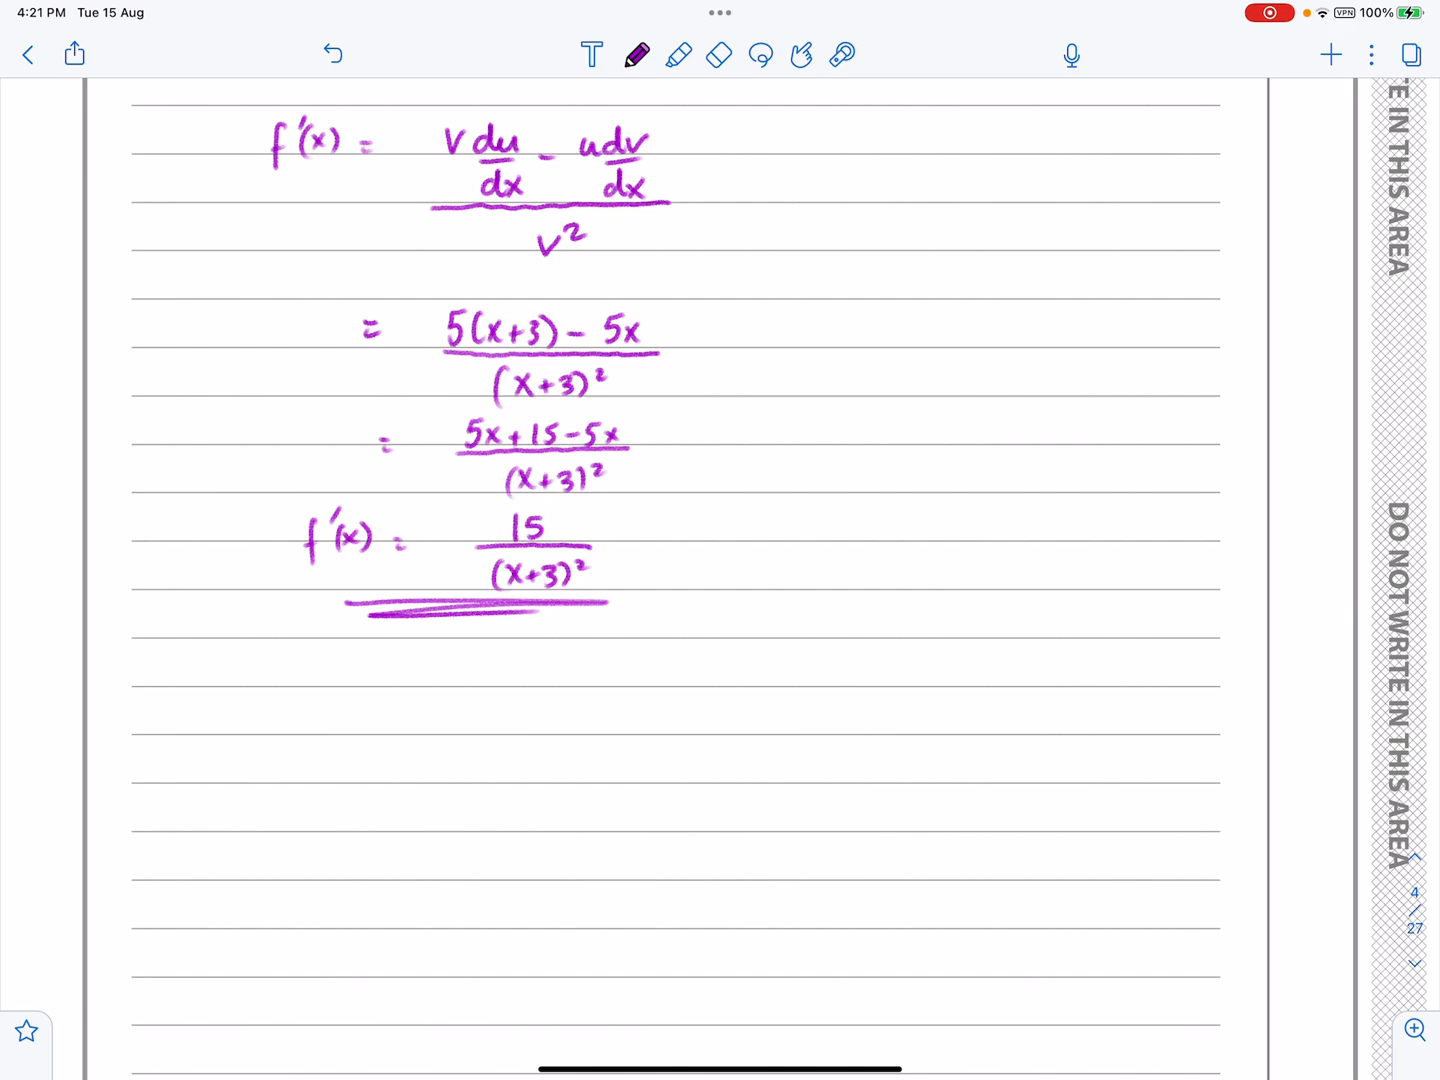 4:21 PM Tue 15 Aug
VPN 100%
T
f'(x) = (v du/dx - u dv/dx) / v²
= (5(x+3) - 5x) / (x+3)²
= (5x+15-5x) / (x+3)²
f'(x) = 15 / (x+3)²
E IN THIS AREA
DO NOT WRITE IN THIS AREA
4
/
27